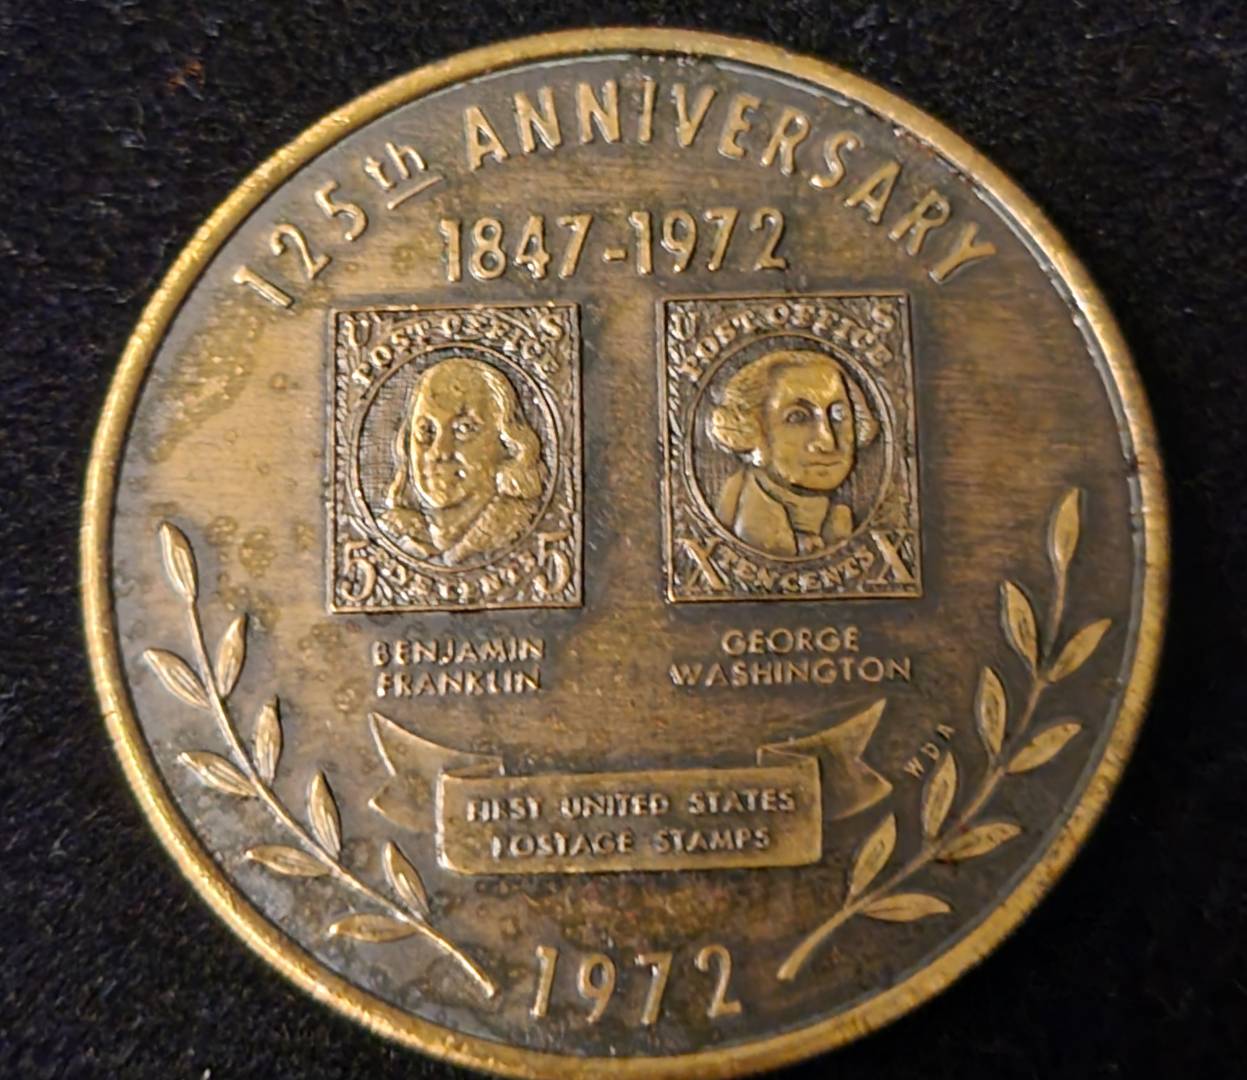 125th ANNIVERSARY
1847-1972
U S
POST OFFICE
5 FIVE CENTS 5
U S
POST OFFICE
X TEN CENTS X
BENJAMIN
FRANKLIN
GEORGE
WASHINGTON
WDA
FIRST UNITED STATES
POSTAGE STAMPS
1972